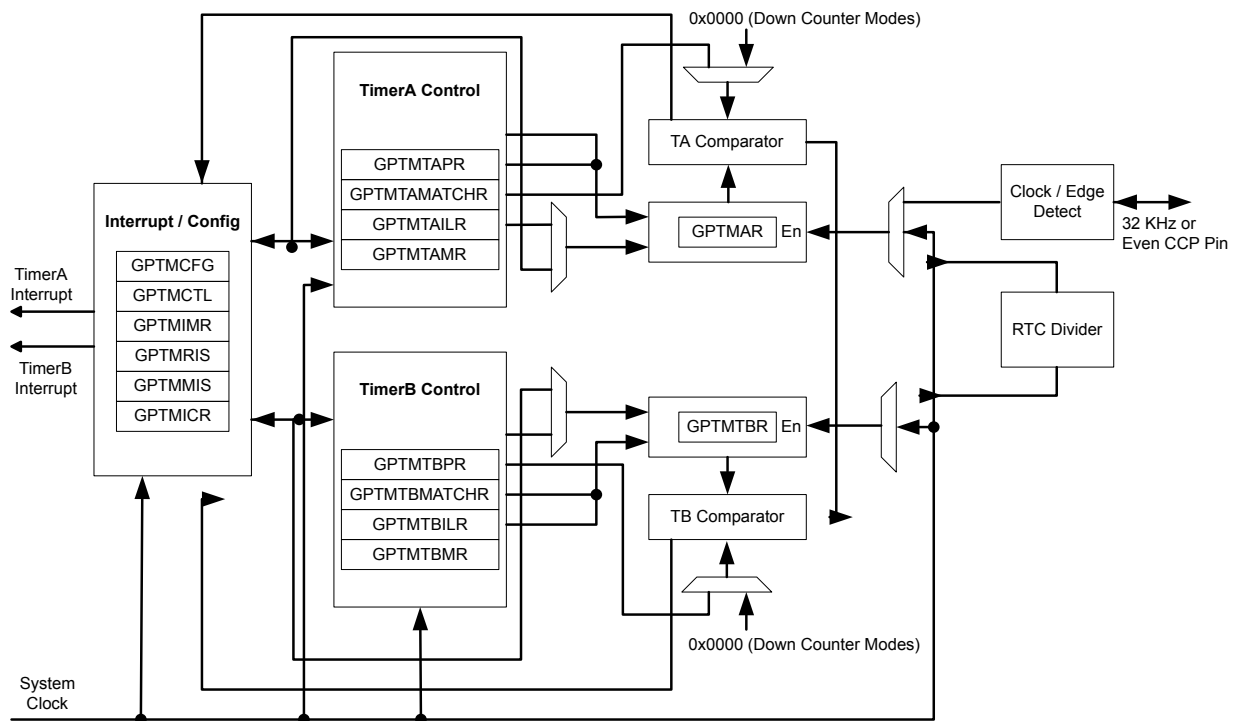 0x0000 (Down Counter Modes)
TimerA Control
GPTMTAPR
GPTMTAMATCHR
GPTMTAILR
GPTMTAMR
TA Comparator
GPTMAR
En
Clock / Edge
Detect
32 KHz or
Even CCP Pin
RTC Divider
Interrupt / Config
GPTMCFG
GPTMCTL
GPTMIMR
GPTMRIS
GPTMMIS
GPTMICR
TimerA
Interrupt
TimerB
Interrupt
TimerB Control
GPTMTBPR
GPTMTBMATCHR
GPTMTBILR
GPTMTBMR
GPTMTBR
En
TB Comparator
0x0000 (Down Counter Modes)
System
Clock